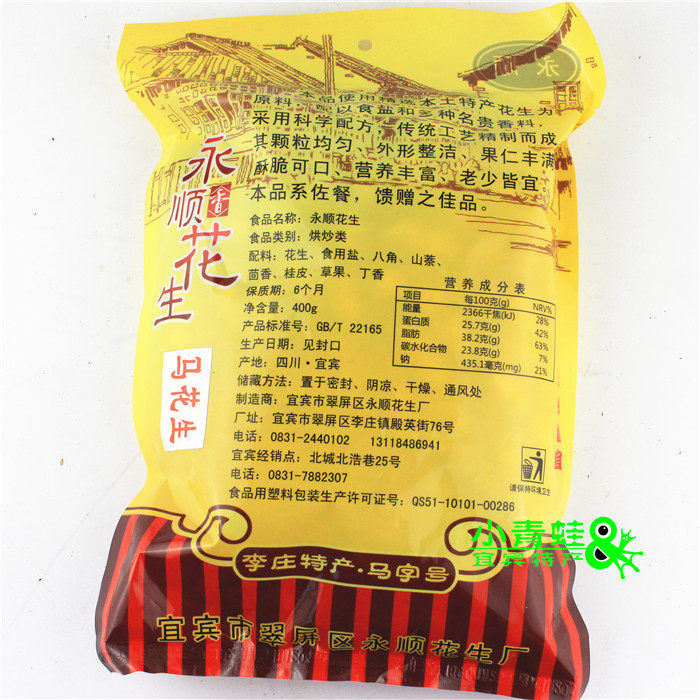 永顺
原料：本品使用精选本土特产花生为
配以食盐和多种名贵香料，
采用科学配方，传统工艺精制而成
其颗粒均匀、外形整洁、果仁丰满
酥脆可口、营养丰富、老少皆宜。
本品系佐餐，馈赠之佳品。
永顺香花生
马花生
食品名称：永顺花生
食品类别：烘炒类
配料：花生、食用盐、八角、山萘、
茴香、桂皮、草果、丁香
保质期：6个月
净含量：400g
产品标准号：GB/T 22165
生产日期：见封口
产地：四川·宜宾
储藏方法：置于密封、阴凉、干燥、通风处
制造商：宜宾市翠屏区永顺花生厂
厂址：宜宾市翠屏区李庄镇殿英街76号
电话：0831-2440102 13118486941
宜宾经销点：北城北浩巷25号
电话：0831-7882307
食品用塑料包装生产许可证号：QS51-10101-00286
营养成分表
项目 每100克(g) NRV%
能量 2366千焦(kJ) 28%
蛋白质 25.7克(g) 42%
脂肪 38.2克(g) 63%
碳水化合物 23.8克(g) 7%
钠 435.1毫克(mg) 21%
请保持环境卫生
小青蛙
宜宾特产
李庄特产·马字号
宜宾市翠屏区永顺花生厂